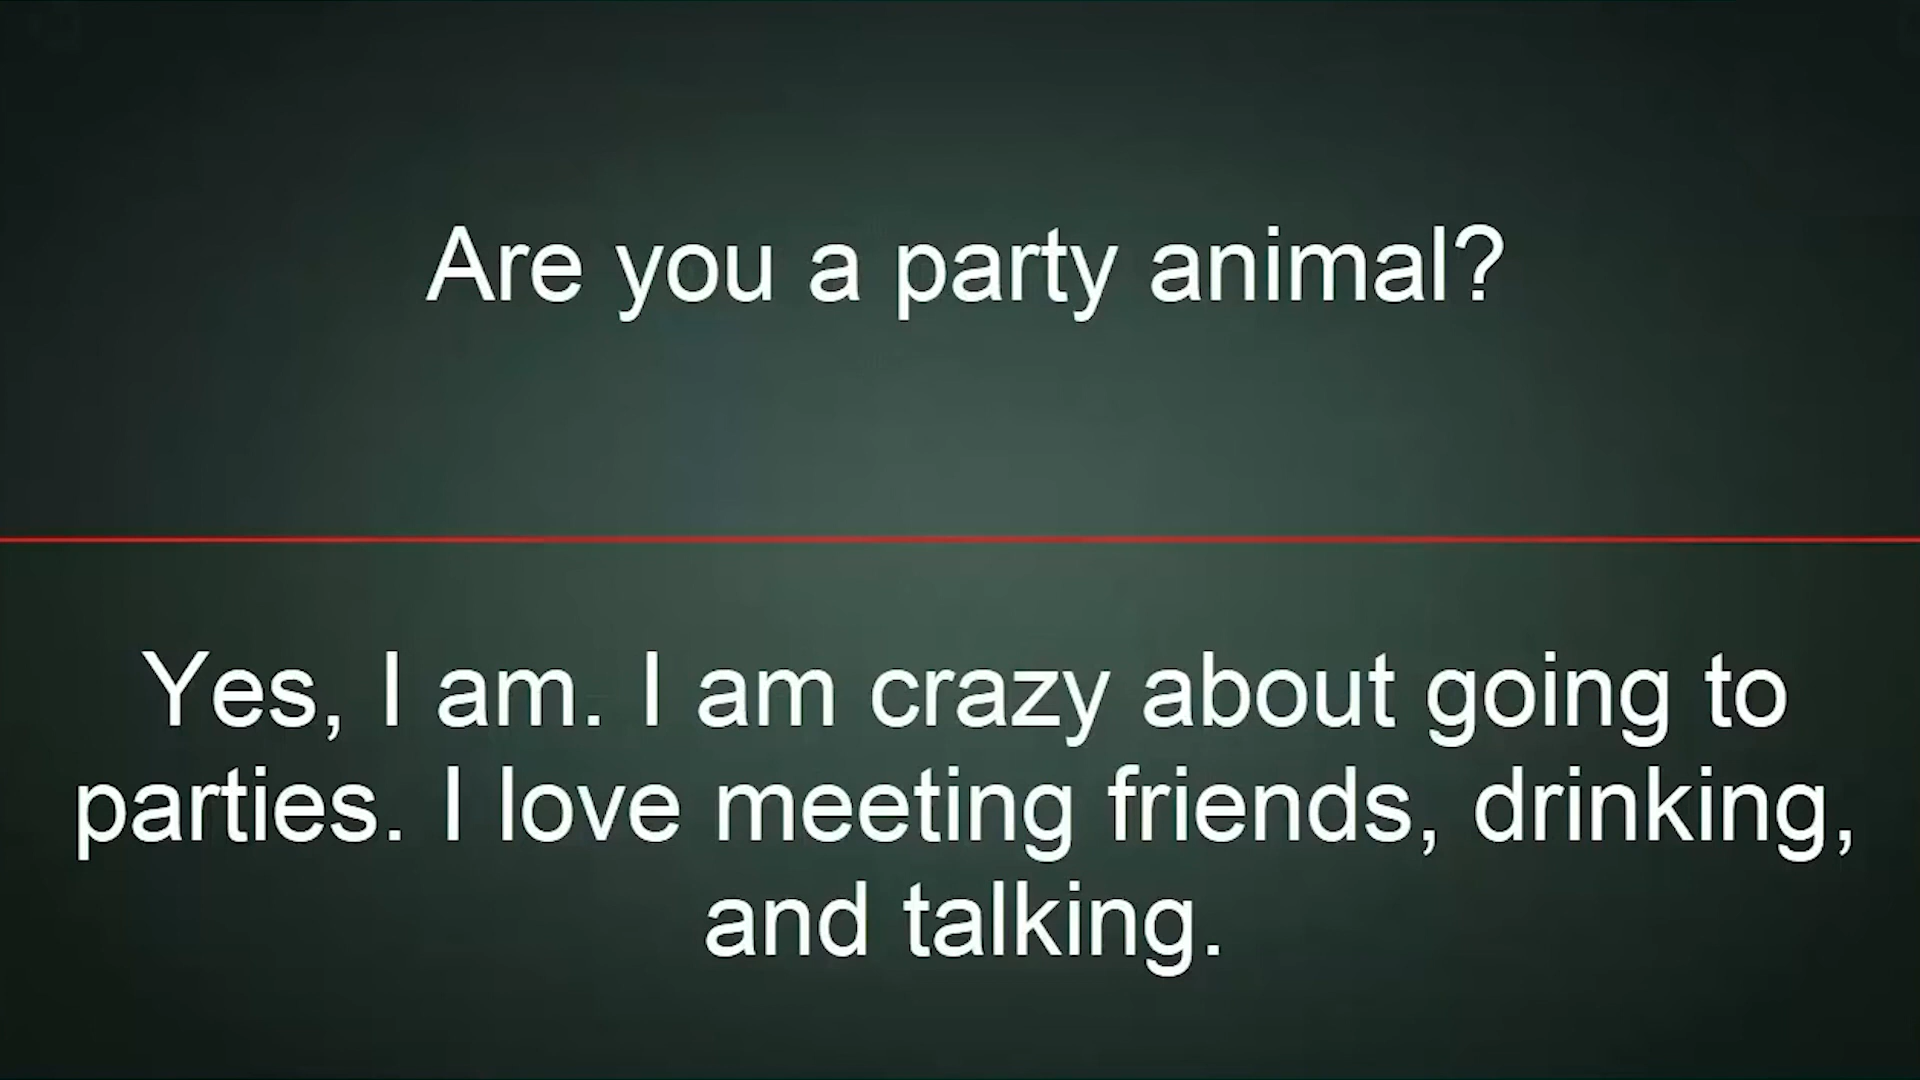 Are you a party animal?
Yes, I am. I am crazy about going to
parties. I love meeting friends, drinking,
and talking.